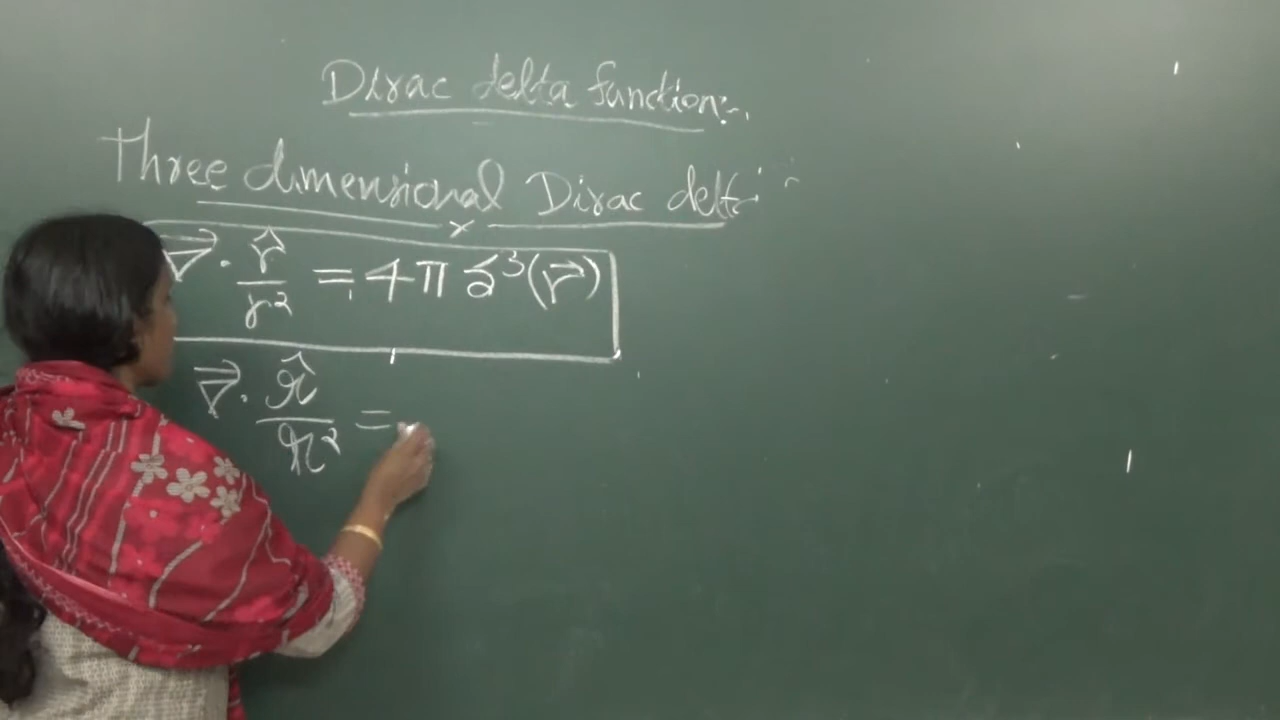 Dirac delta function:-
Three dimensional Dirac delta
∇⃗ · r̂/r² = 4π δ³(r⃗)
∇⃗ · 𝓇̂/𝓇² =